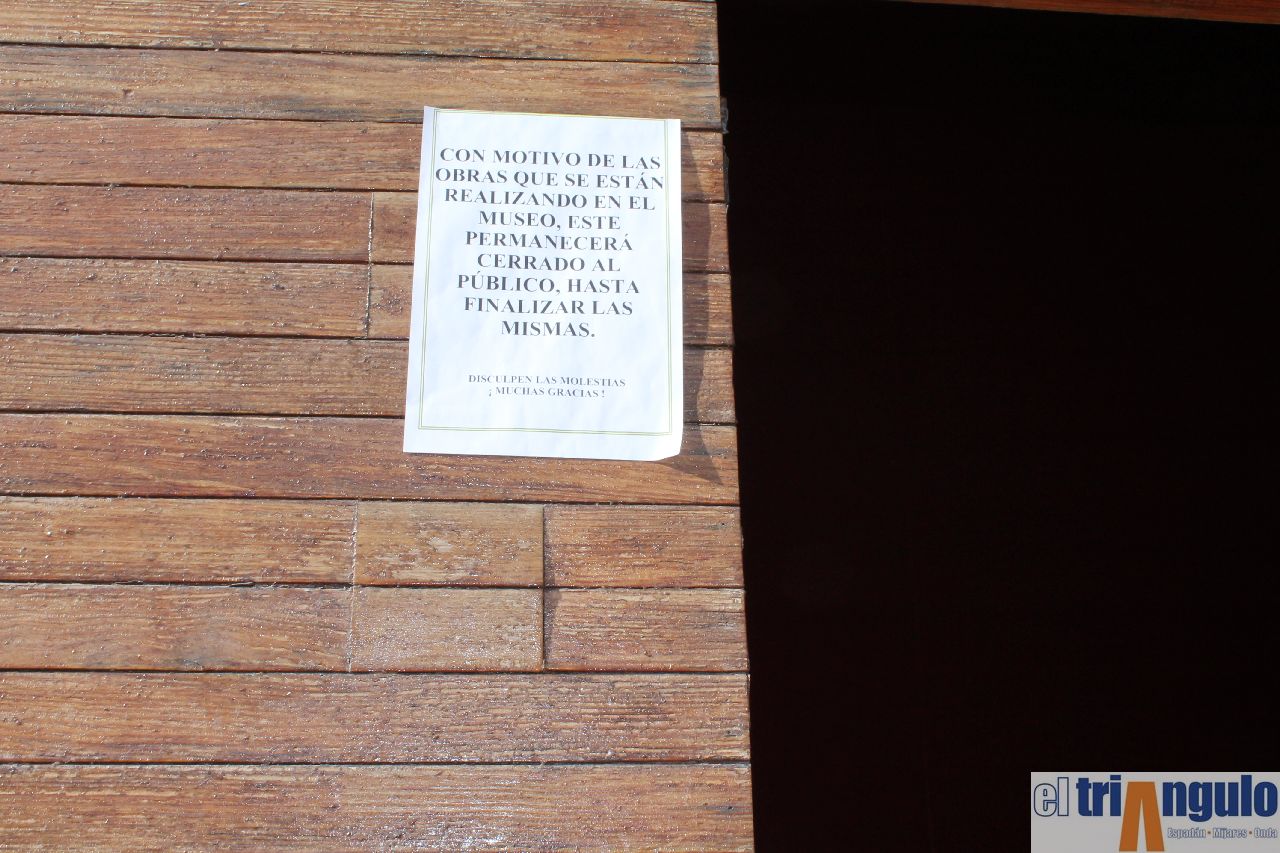 CON MOTIVO DE LAS
OBRAS QUE SE ESTÁN
REALIZANDO EN EL
MUSEO, ESTE
PERMANECERÁ
CERRADO AL
PÚBLICO, HASTA
FINALIZAR LAS
MISMAS.
DISCULPEN LAS MOLESTIAS
¡ MUCHAS GRACIAS !
el triAngulo
Espadán • Mijares • Onda